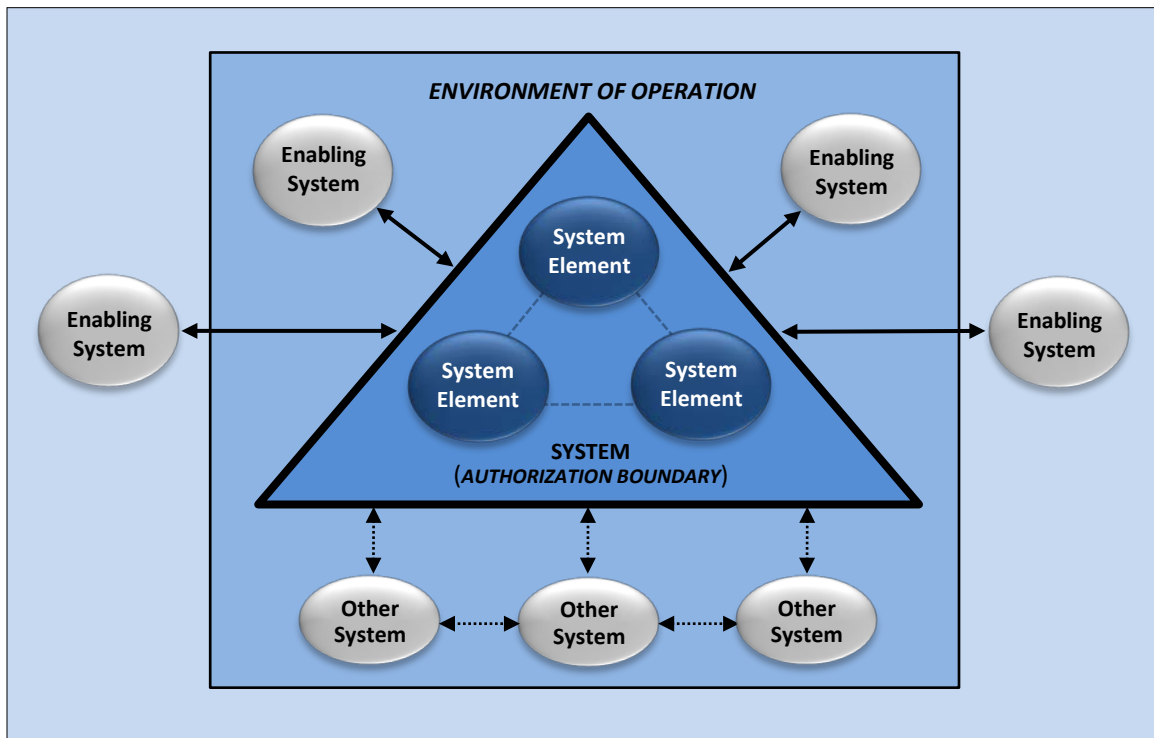 ENVIRONMENT OF OPERATION
Enabling
System
Enabling
System
System
Element
Enabling
System
Enabling
System
System
Element
System
Element
SYSTEM
(AUTHORIZATION BOUNDARY)
Other
System
Other
System
Other
System